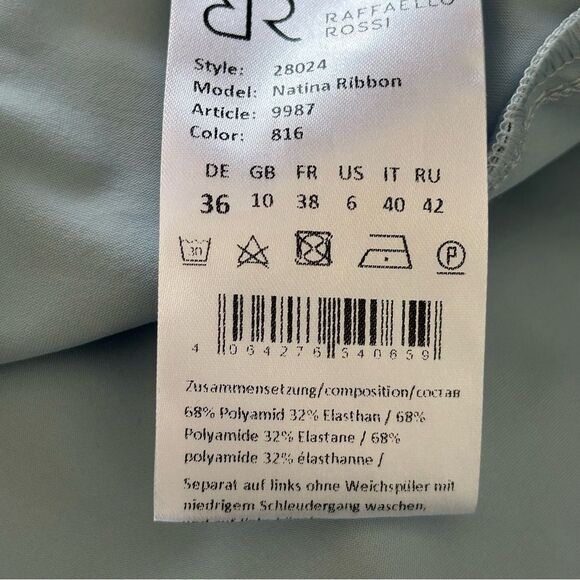 RAFFAELLO
ROSSI
Style: 28024
Model: Natina Ribbon
Article: 9987
Color: 816
DE GB FR US IT RU
36 10 38 6 40 42
30 P
4 064276 540859
Zusammensetzung/composition/состав
68% Polyamid 32% Elasthan / 68%
Polyamide 32% Elastane / 68%
polyamide 32% élasthanne /
Separat auf links ohne Weichspüler mit
niedrigem Schleudergang waschen,